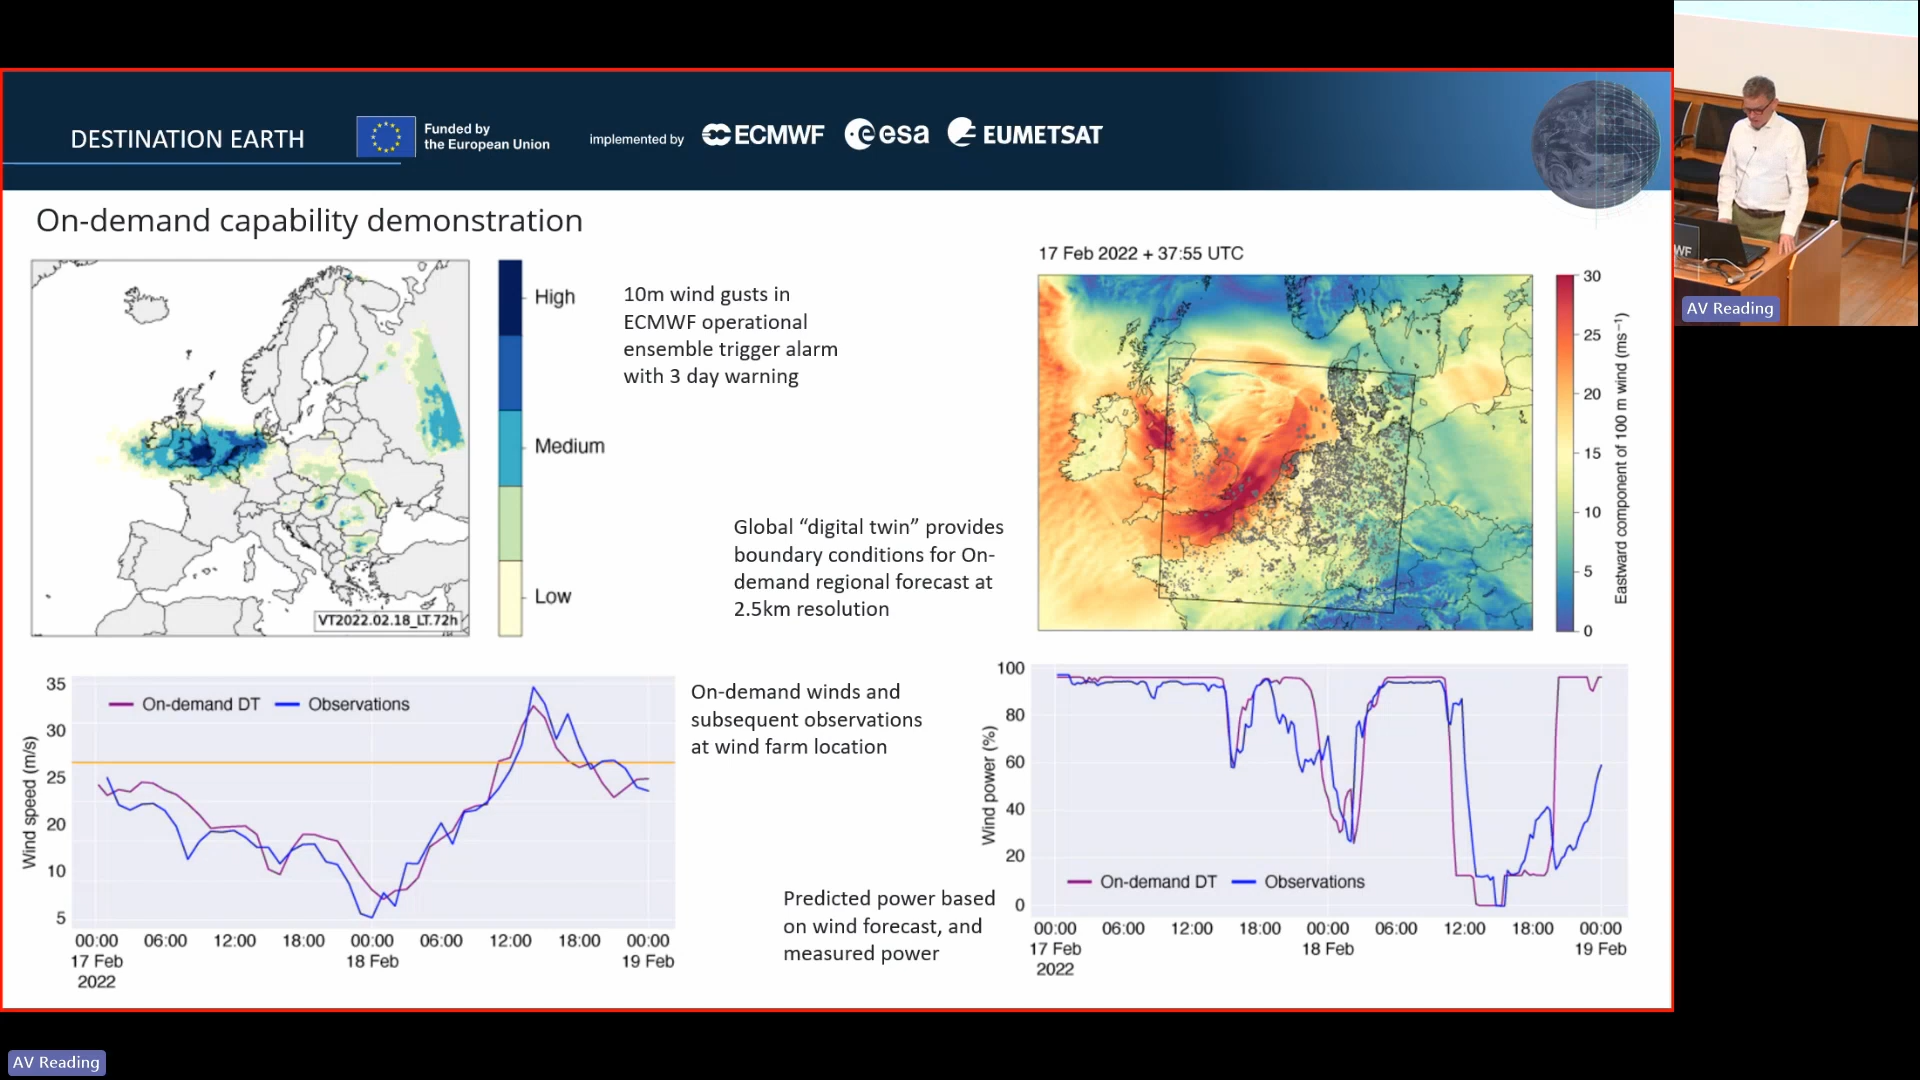 DESTINATION EARTH
Funded by
the European Union
implemented by
ECMWF
esa
EUMETSAT
On-demand capability demonstration
High
Medium
Low
VT2022.02.18_LT.72h
10m wind gusts in
ECMWF operational
ensemble trigger alarm
with 3 day warning
Global “digital twin” provides
boundary conditions for On-
demand regional forecast at
2.5km resolution
17 Feb 2022 + 37:55 UTC
30
25
20
15
10
5
0
Eastward component of 100 m wind (ms⁻¹)
WF
AV Reading
On-demand DT
Observations
Wind speed (m/s)
35
30
25
20
10
5
00:00 06:00 12:00 18:00 00:00 06:00 12:00 18:00 00:00
17 Feb 18 Feb 19 Feb
2022
On-demand winds and
subsequent observations
at wind farm location
Predicted power based
on wind forecast, and
measured power
Wind power (%)
100
80
60
40
20
0
On-demand DT
Observations
00:00 06:00 12:00 18:00 00:00 06:00 12:00 18:00 00:00
17 Feb 18 Feb 19 Feb
2022
AV Reading